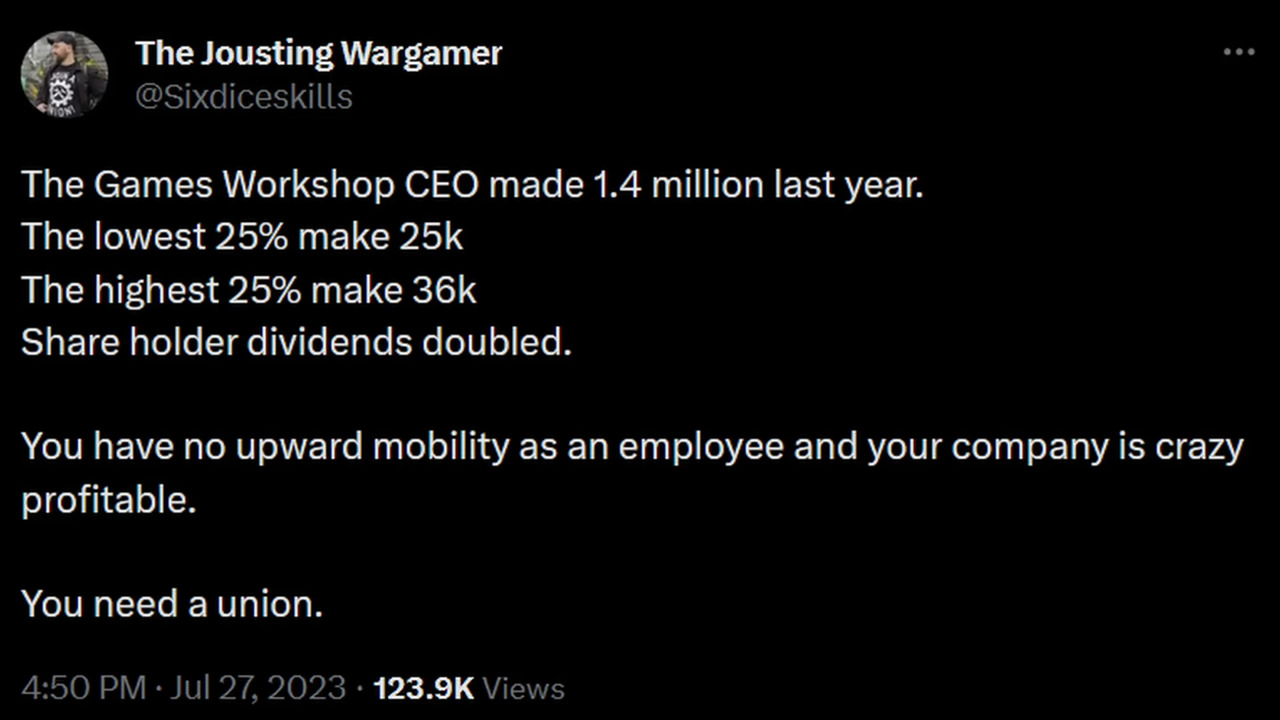 The Jousting Wargamer
@Sixdiceskills
The Games Workshop CEO made 1.4 million last year.
The lowest 25% make 25k
The highest 25% make 36k
Share holder dividends doubled.
You have no upward mobility as an employee and your company is crazy
profitable.
You need a union.
4:50 PM · Jul 27, 2023 · 123.9K Views